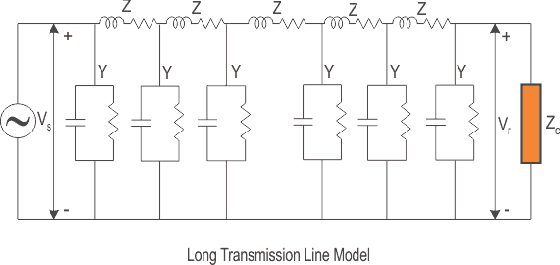 Z Z Z Z Z
+ +
Y Y Y Y Y Y
Vs Vr Zc
- -
Long Transmission Line Model